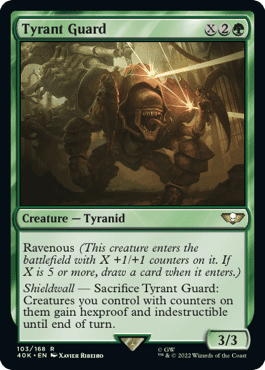 Tyrant Guard X2
Creature — Tyranid
Ravenous (This creature enters the
battlefield with X +1/+1 counters on it. If
X is 5 or more, draw a card when it enters.)
Shieldwall — Sacrifice Tyrant Guard:
Creatures you control with counters on
them gain hexproof and indestructible
until end of turn.
3/3
103/168 R
40K • EN XAVIER RIBEIRO
© GW
™ & © 2022 Wizards of the Coast